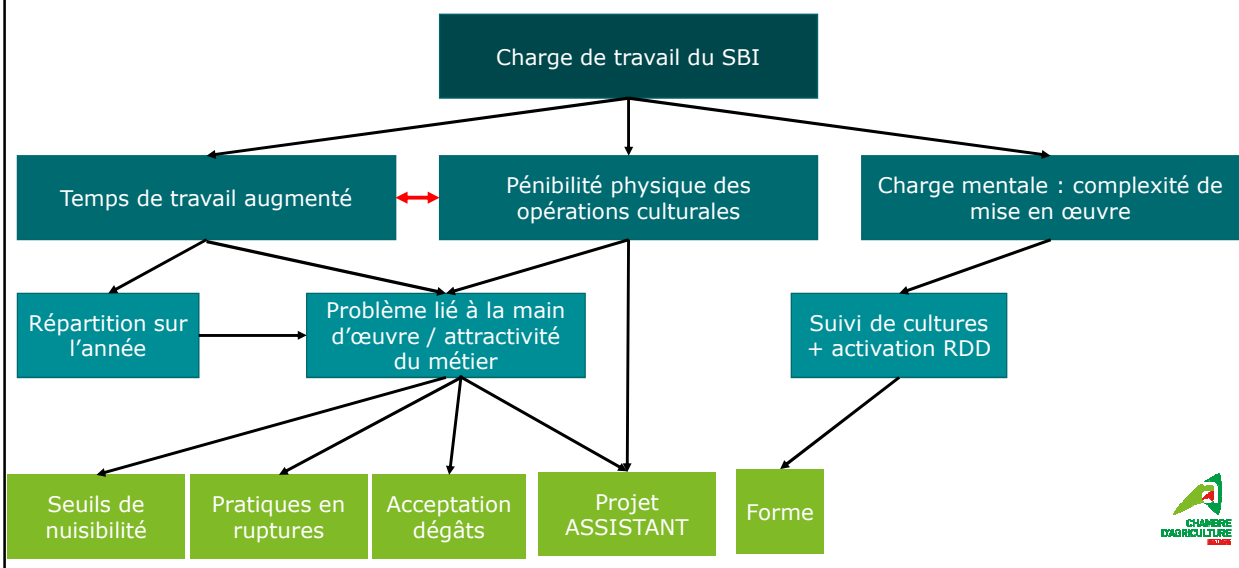 Charge de travail du SBI
Temps de travail augmenté
Pénibilité physique des
opérations culturales
Charge mentale : complexité de
mise en œuvre
Répartition sur
l’année
Problème lié à la main
d’œuvre / attractivité
du métier
Suivi de cultures
+ activation RDD
Seuils de
nuisibilité
Pratiques en
ruptures
Acceptation
dégâts
Projet
ASSISTANT
Forme
CHAMBRE
D'AGRICULTURE